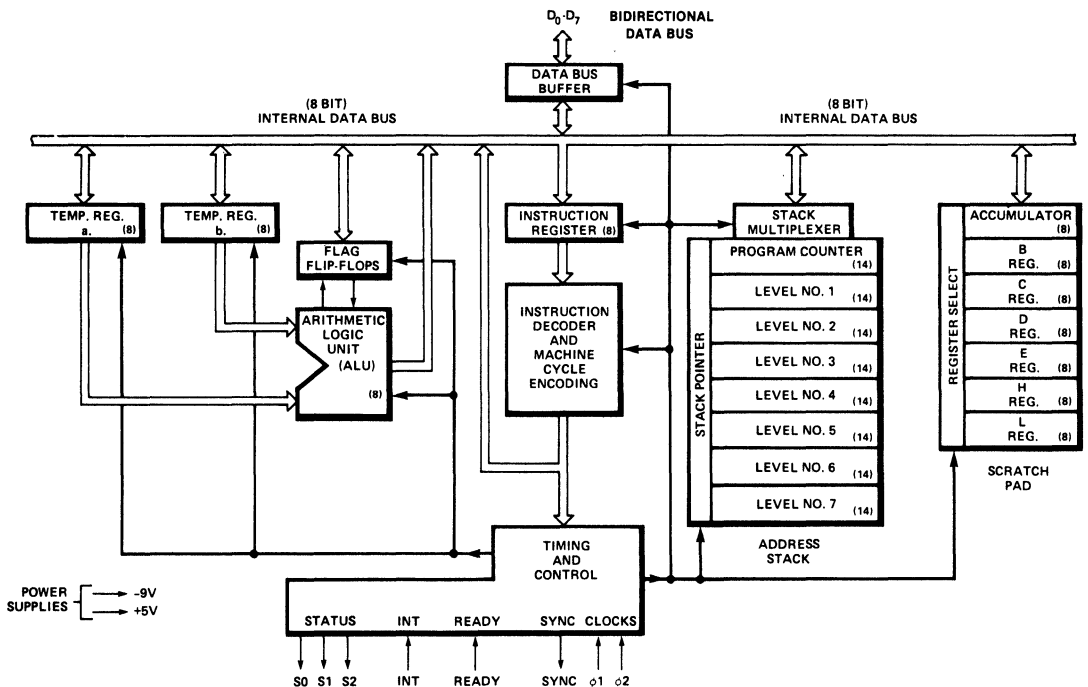 D0-D7
BIDIRECTIONAL
DATA BUS
DATA BUS
BUFFER
(8 BIT)
INTERNAL DATA BUS
(8 BIT)
INTERNAL DATA BUS
TEMP. REG.
a. (8)
TEMP. REG.
b. (8)
FLAG
FLIP-FLOPS
ARITHMETIC
LOGIC
UNIT
(ALU)
(8)
INSTRUCTION
REGISTER (8)
INSTRUCTION
DECODER
AND
MACHINE
CYCLE
ENCODING
STACK
MULTIPLEXER
STACK POINTER
PROGRAM COUNTER
(14)
LEVEL NO. 1 (14)
LEVEL NO. 2 (14)
LEVEL NO. 3 (14)
LEVEL NO. 4 (14)
LEVEL NO. 5 (14)
LEVEL NO. 6 (14)
LEVEL NO. 7 (14)
ADDRESS
STACK
REGISTER SELECT
ACCUMULATOR
(8)
B
REG. (8)
C
REG. (8)
D
REG. (8)
E
REG. (8)
H
REG. (8)
L
REG. (8)
SCRATCH
PAD
TIMING
AND
CONTROL
STATUS INT READY SYNC CLOCKS
S0 S1 S2 INT READY SYNC φ1 φ2
POWER
SUPPLIES
-9V
+5V